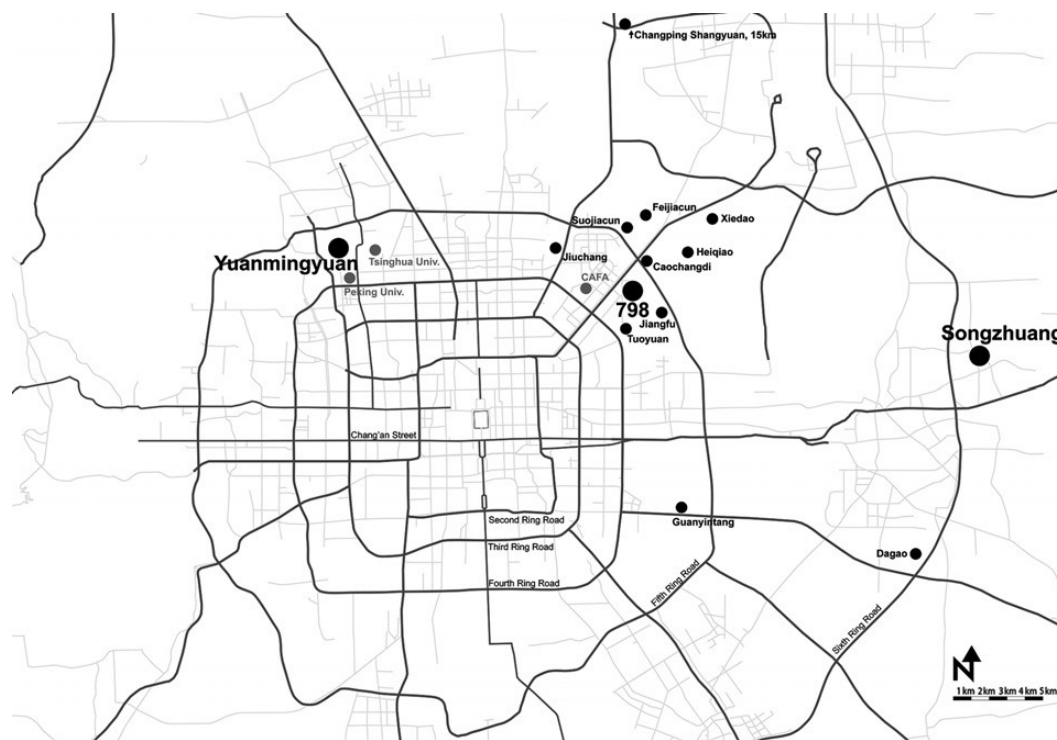 ↑Changping Shangyuan, 15km
Feijiacun
Suojiacun
Xiedao
Jiuchang
Heiqiao
Tsinghua Univ.
Yuanmingyuan
Caochangdi
CAFA
Peking Univ.
798
Jiangfu
Tuoyuan
Songzhuang
Chang'an Street
Second Ring Road
Guanyintang
Third Ring Road
Dagao
Fourth Ring Road
Fifth Ring Road
Sixth Ring Road
N
1km 2km 3km 4km 5km